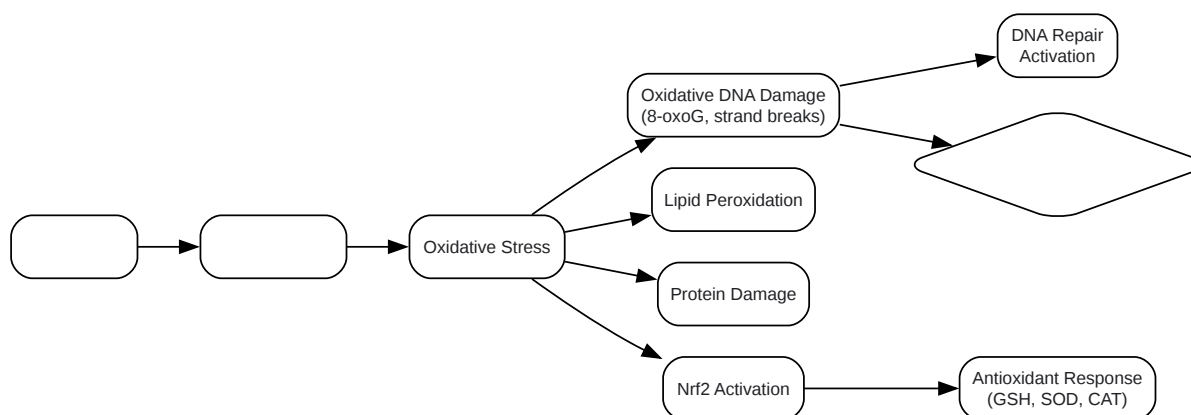 DNA Repair
Activation
Oxidative DNA Damage
(8-oxoG, strand breaks)
Lipid Peroxidation
Oxidative Stress
Protein Damage
Nrf2 Activation
Antioxidant Response
(GSH, SOD, CAT)